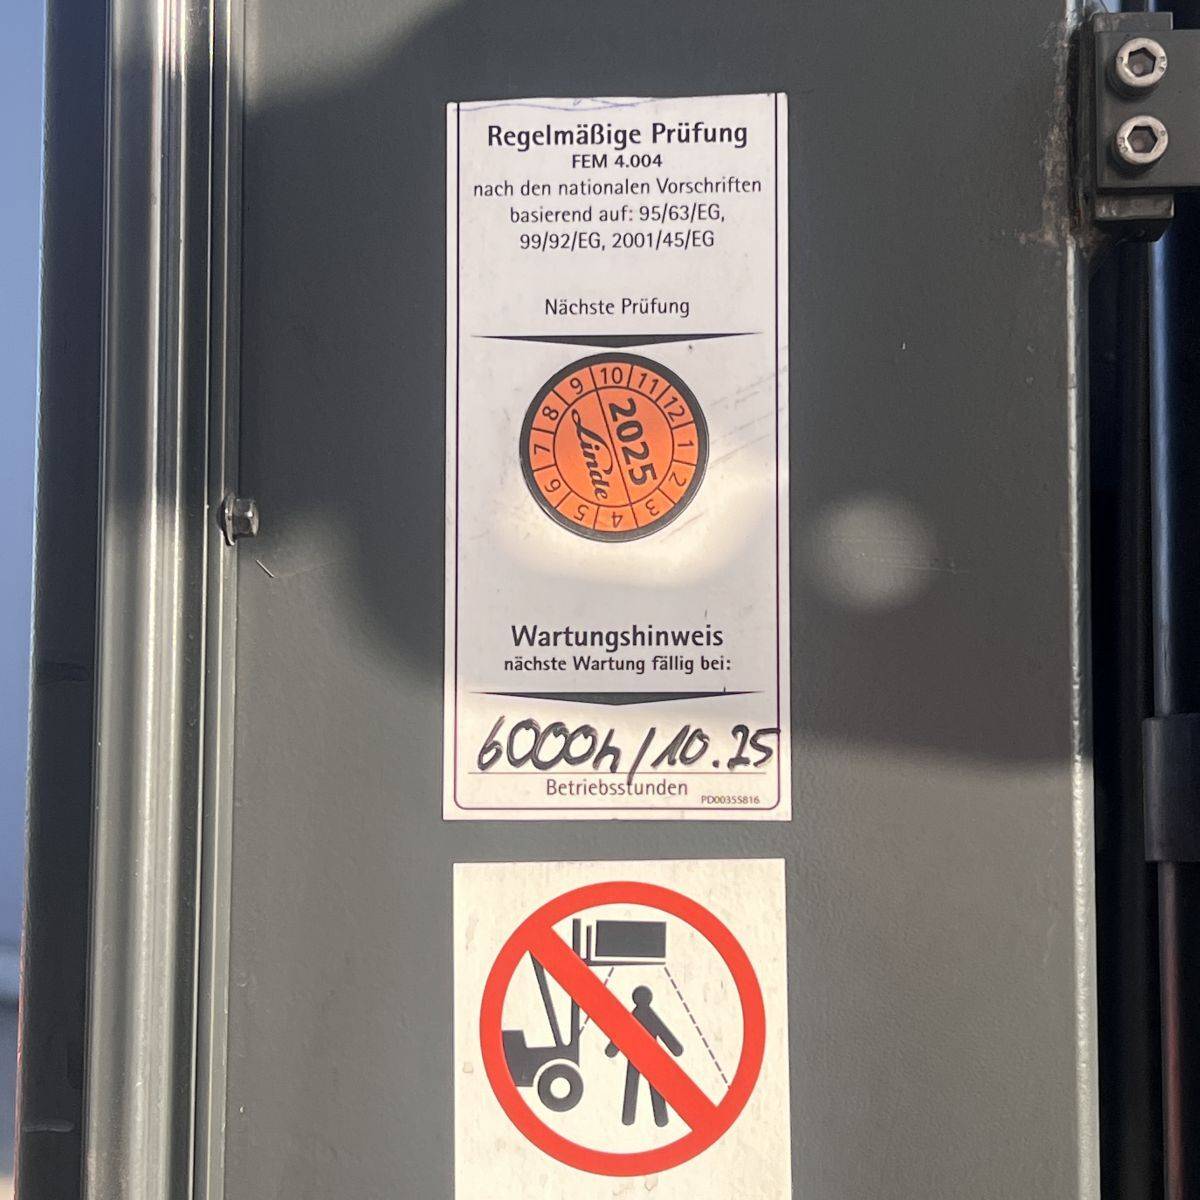 Regelmäßige Prüfung
FEM 4.004
nach den nationalen Vorschriften
basierend auf: 95/63/EG,
99/92/EG, 2001/45/EG
Nächste Prüfung
1 2 3 4 5 6 7 8 9 10 11 12
2025
Linde
Wartungshinweis
nächste Wartung fällig bei:
6000h/10.25
Betriebsstunden
PD00355816